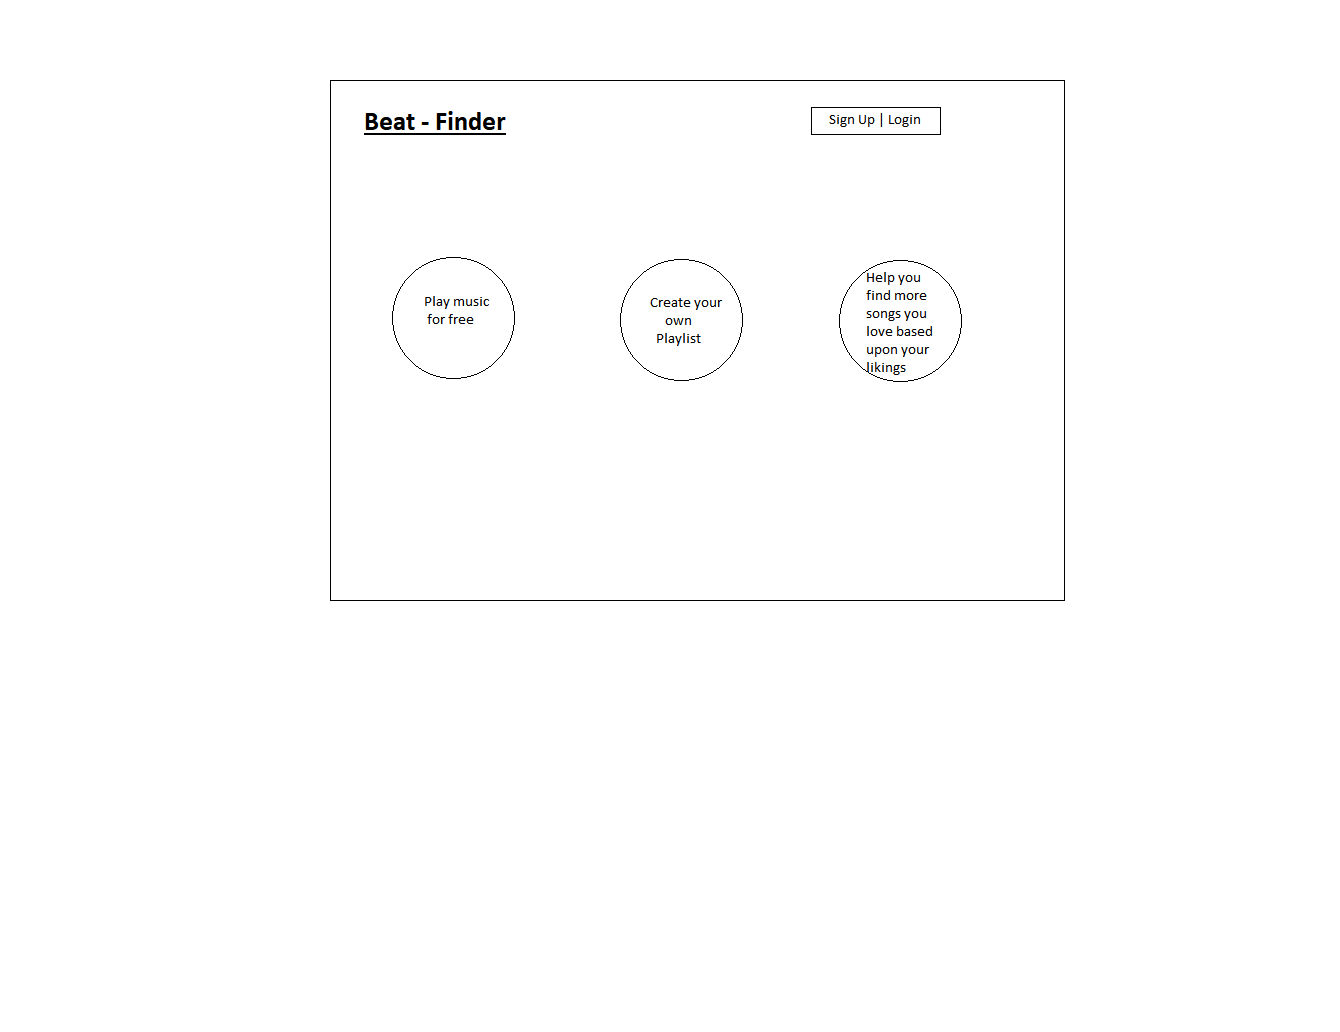 Beat - Finder
Sign Up | Login
Play music
for free
Create your
own
Playlist
Help you
find more
songs you
love based
upon your
likings